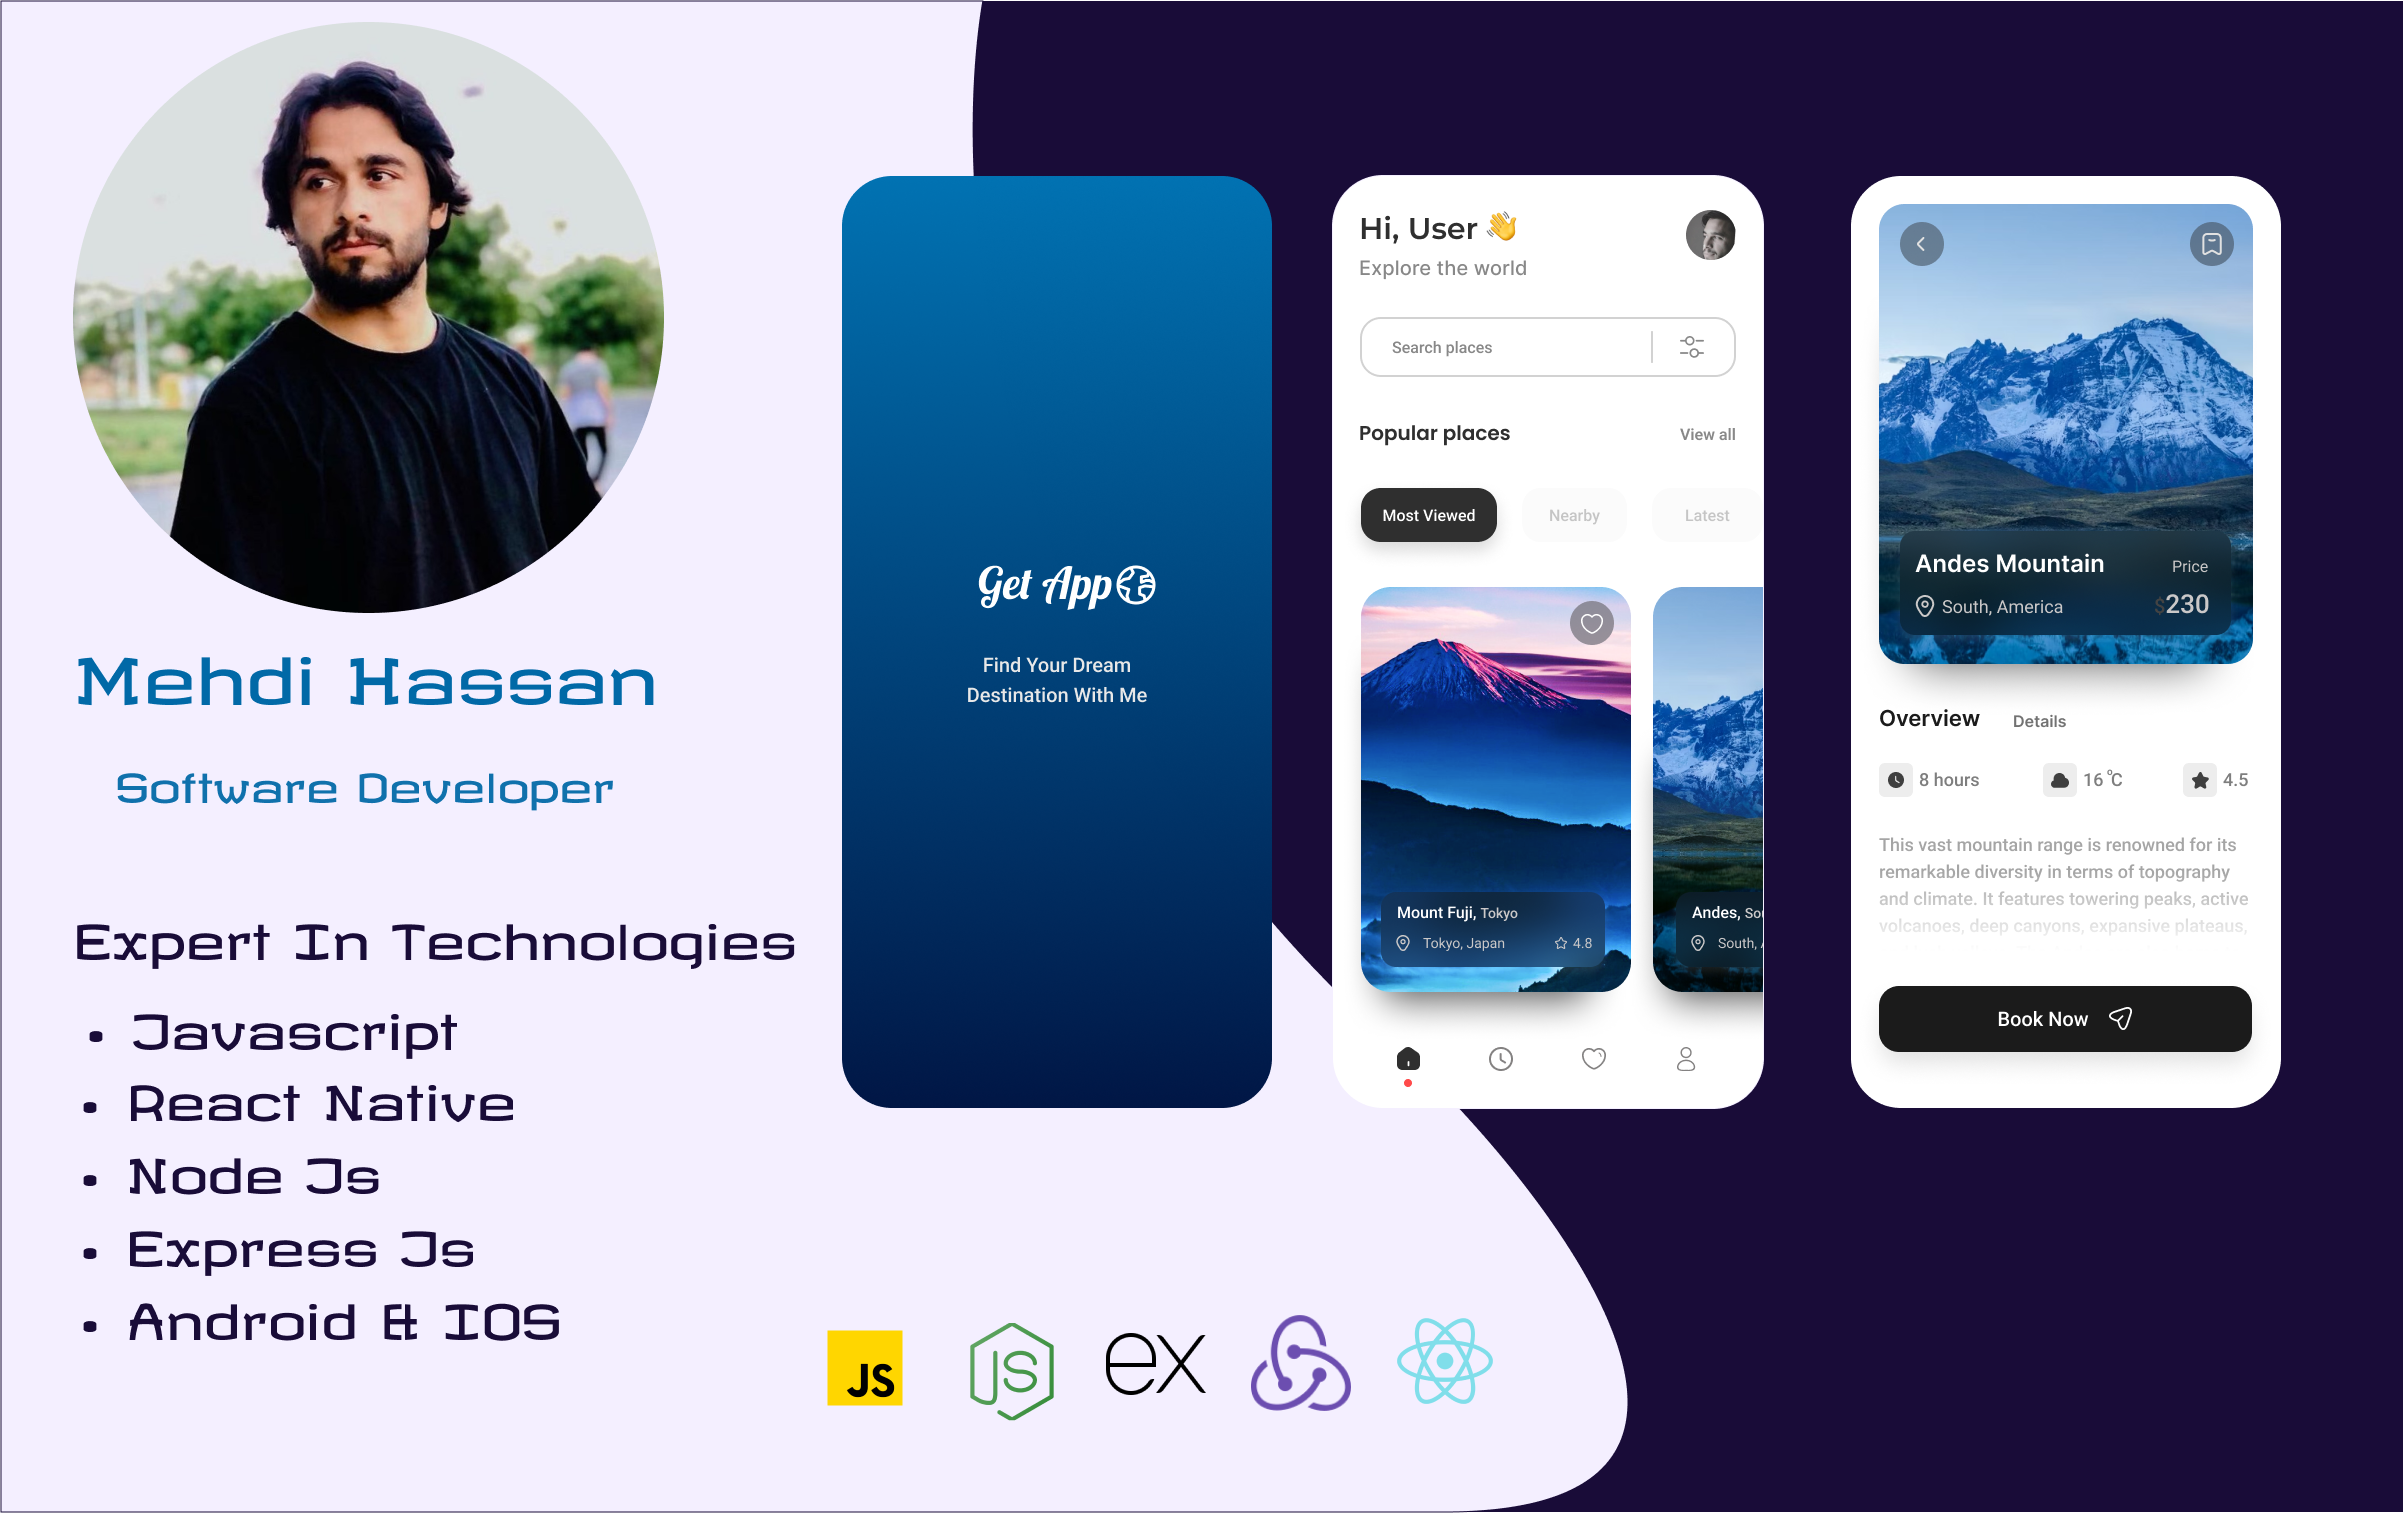 Mehdi Hassan
Software Developer
Expert In Technologies
• Javascript
• React Native
• Node Js
• Express Js
• Android & IOS
Get App
Find Your Dream
Destination With Me
Hi, User 👋
Explore the world
Search places
Popular places
View all
Most Viewed
Nearby
Latest
Mount Fuji, Tokyo
Tokyo, Japan
4.8
Andes,
South,
Andes Mountain
Price
South, America
$230
Overview
Details
8 hours
16 °C
4.5
This vast mountain range is renowned for its
remarkable diversity in terms of topography
and climate. It features towering peaks, active
volcanoes, deep canyons, expansive plateaus,
Book Now
JS
JS
ex